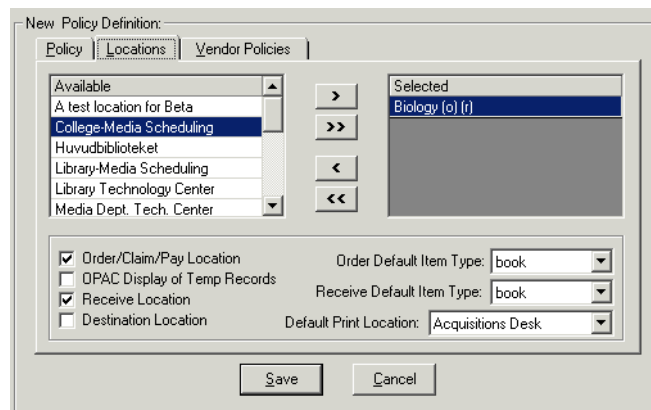 New Policy Definition:
Policy Locations Vendor Policies
Available
A test location for Beta
College-Media Scheduling
Huvudbiblioteket
Library-Media Scheduling
Library Technology Center
Media Dept. Tech. Center
>
>>
<
<<
Selected
Biology (o) (r)
Order/Claim/Pay Location
OPAC Display of Temp Records
Receive Location
Destination Location
Order Default Item Type: book
Receive Default Item Type: book
Default Print Location: Acquisitions Desk
Save Cancel